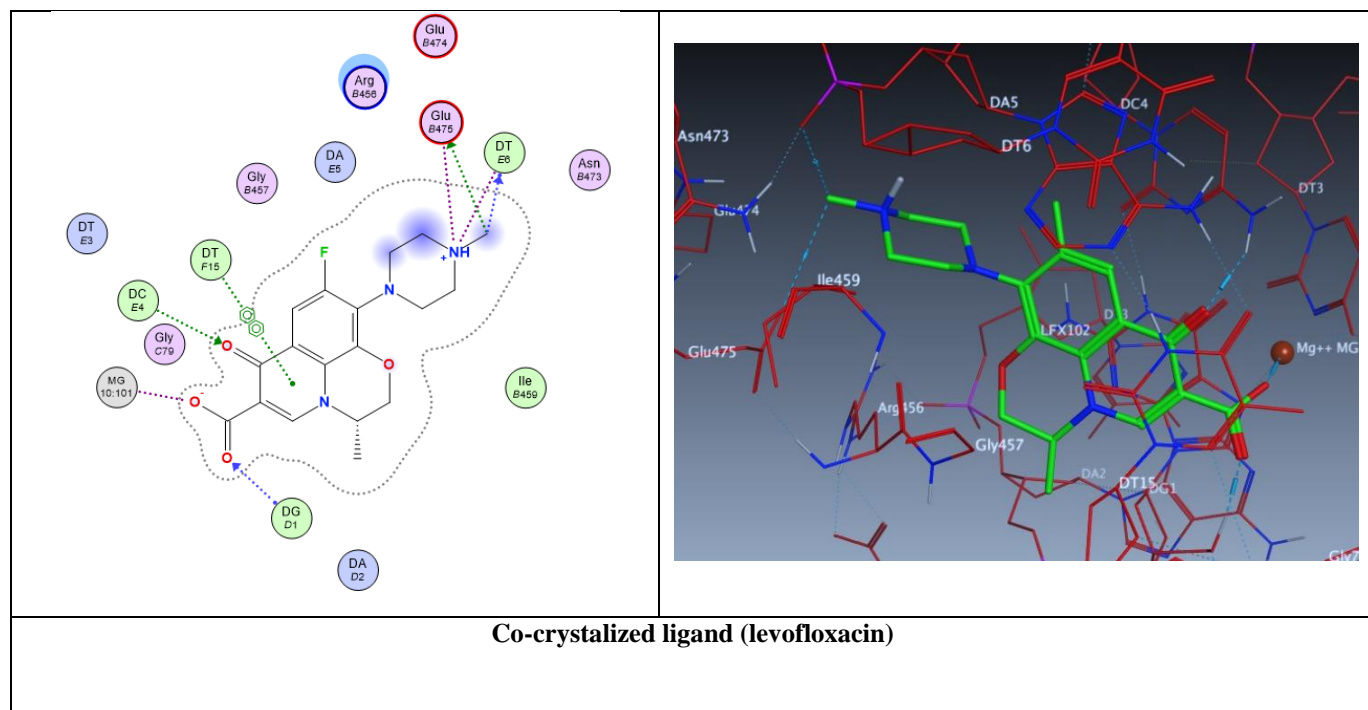 Glu
B474
Arg
B456
Glu
B475
DT
E6
DA
E5
Asn
B473
Gly
B457
DT
E3
DT
F15
F
NH
+
N
DC
E4
Gly
C79
O
O
MG
10:101
O
-
N
Ile
B459
O
DG
D1
DA
D2
DA5
DC4
Asn473
DT6
DT3
Glu474
Ile459
LFX102
Mg++ MG
Glu475
Arg456
Gly457
DA2
DT15
DG1
Gly7
Co-crystalized ligand (levofloxacin)